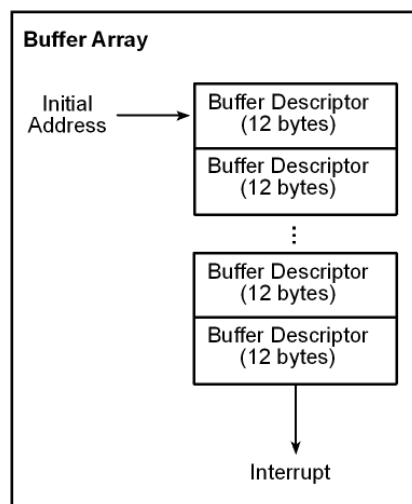 Buffer Array
Initial
Address
Buffer Descriptor
(12 bytes)
Buffer Descriptor
(12 bytes)
Buffer Descriptor
(12 bytes)
Buffer Descriptor
(12 bytes)
Interrupt